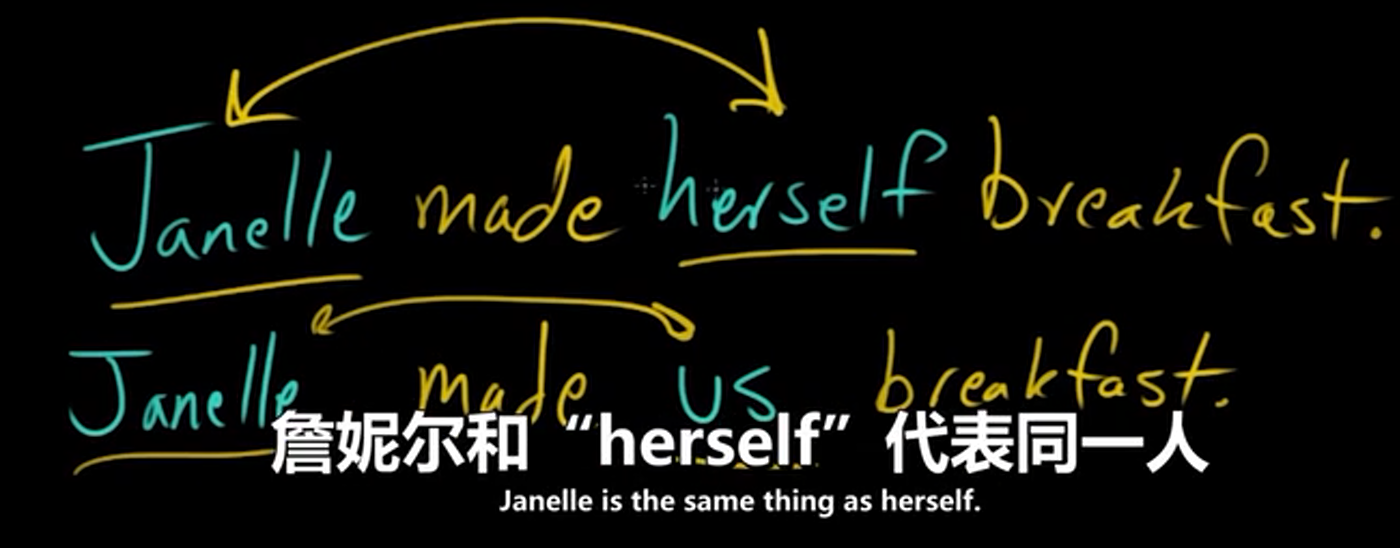 Janelle made herself breakfast.
Janelle made us breakfast.
詹妮尔和“herself”代表同一人
Janelle is the same thing as herself.